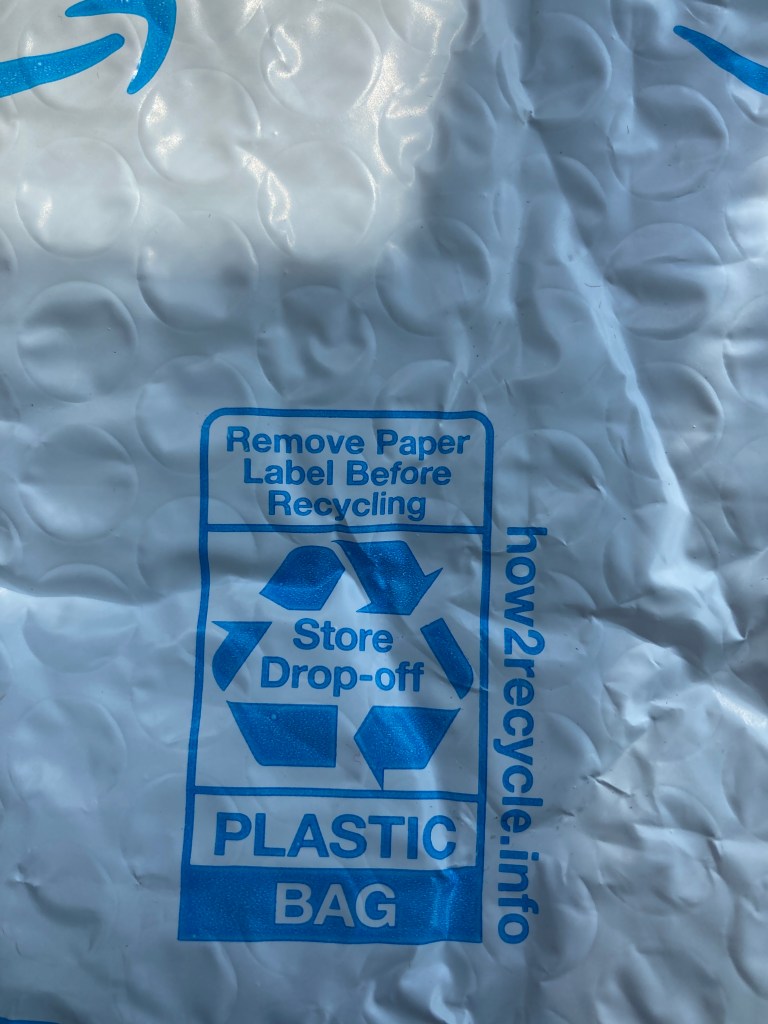 Remove Paper
Label Before
Recycling
Store
Drop-off
PLASTIC
BAG
how2recycle.info